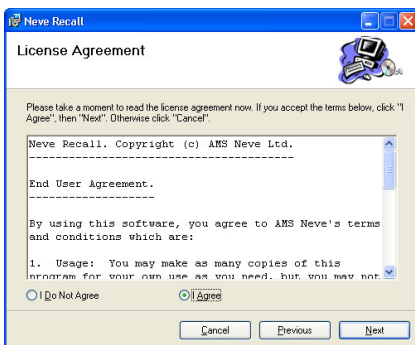 Neve Recall
License Agreement
Please take a moment to read the license agreement now. If you accept the terms below, click "I
Agree", then "Next". Otherwise click "Cancel".
Neve Recall. Copyright (c) AMS Neve Ltd.
----------------------------------------
End User Agreement.
-------------------
By using this software, you agree to AMS Neve's terms
and conditions which are:
1.  Usage:  You may make as many copies of this
program for your own use as you need, but you may not
I Do Not Agree
I Agree
Cancel
Previous
Next